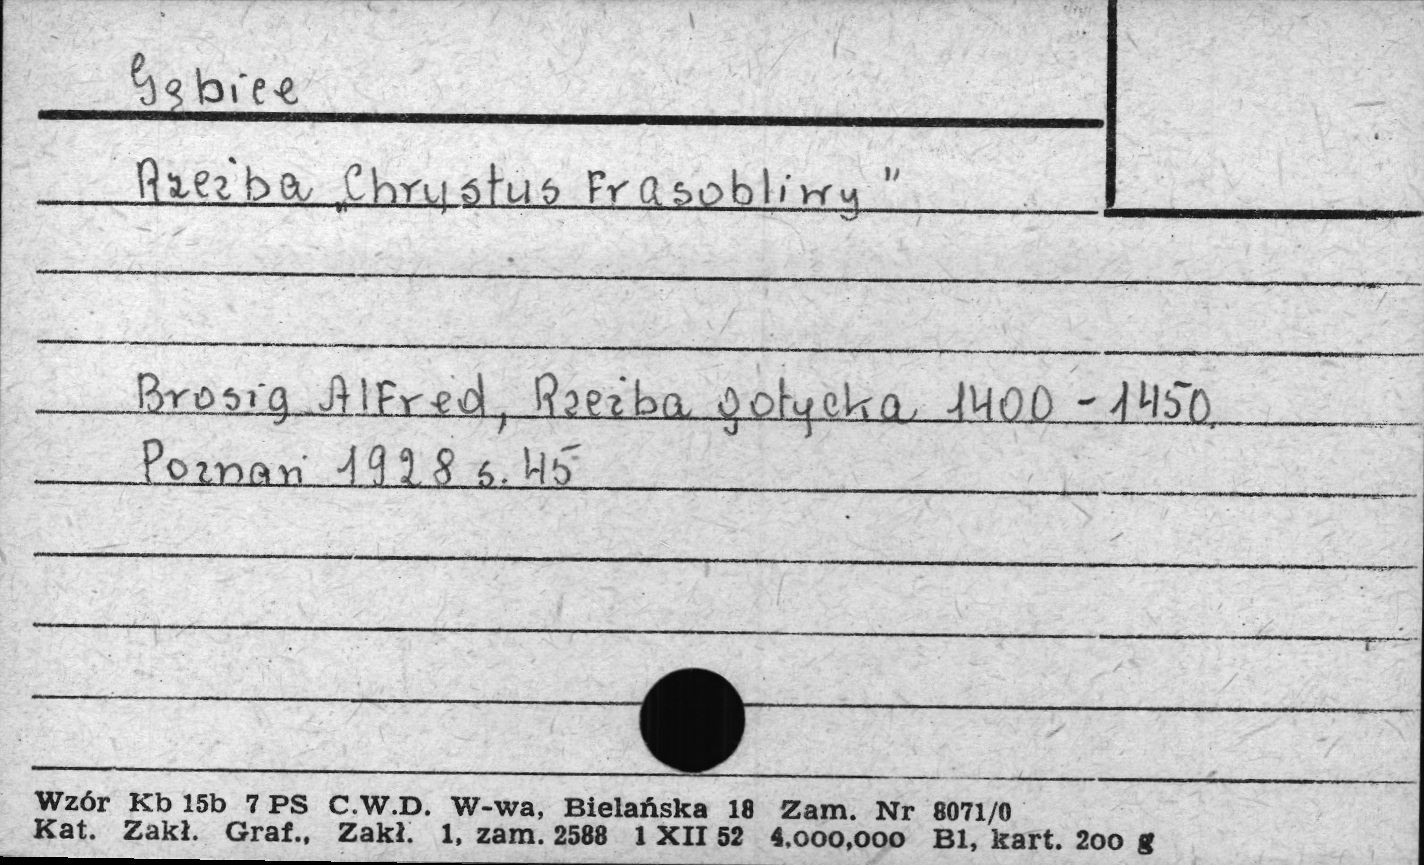 Gębice
Rzeźba „Chrystus Frasobliwy"
Brosig Alfred, Rzeźba gotycka 1400 - 1450.
Poznań 1928 s. 45
Wzór Kb 15b 7 PS C.W.D. W-wa, Bielańska 18 Zam. Nr 8071/0
Kat. Zakł. Graf., Zakł. 1, zam. 2588 1 XII 52 4.000,000 Bl, kart. 200 g